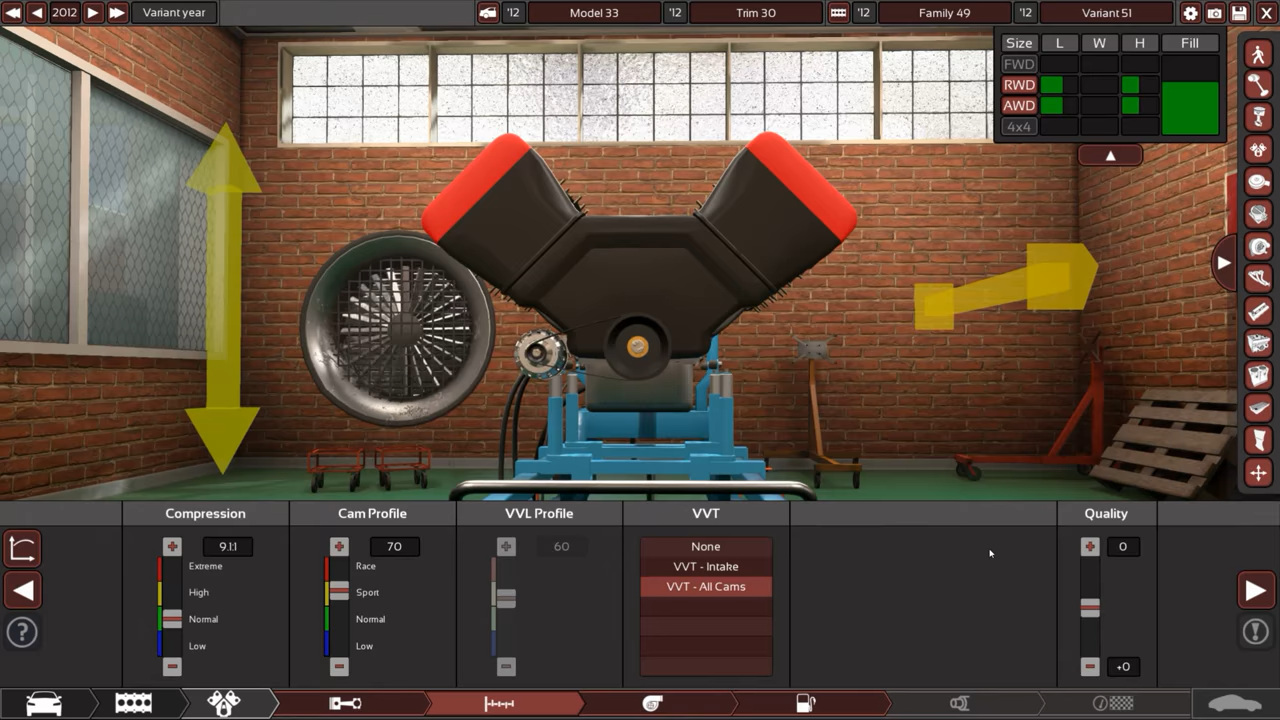 2012 Variant year '12 Model 33 '12 Trim 30 '12 Family 49 '12 Variant 51
Size L W H Fill
FWD
RWD
AWD
4x4
Compression Cam Profile VVL Profile VVT Quality
9.1:1 70 60 None 0
Extreme Race VVT - Intake
High Sport VVT - All Cams
Normal Normal
Low Low
+0